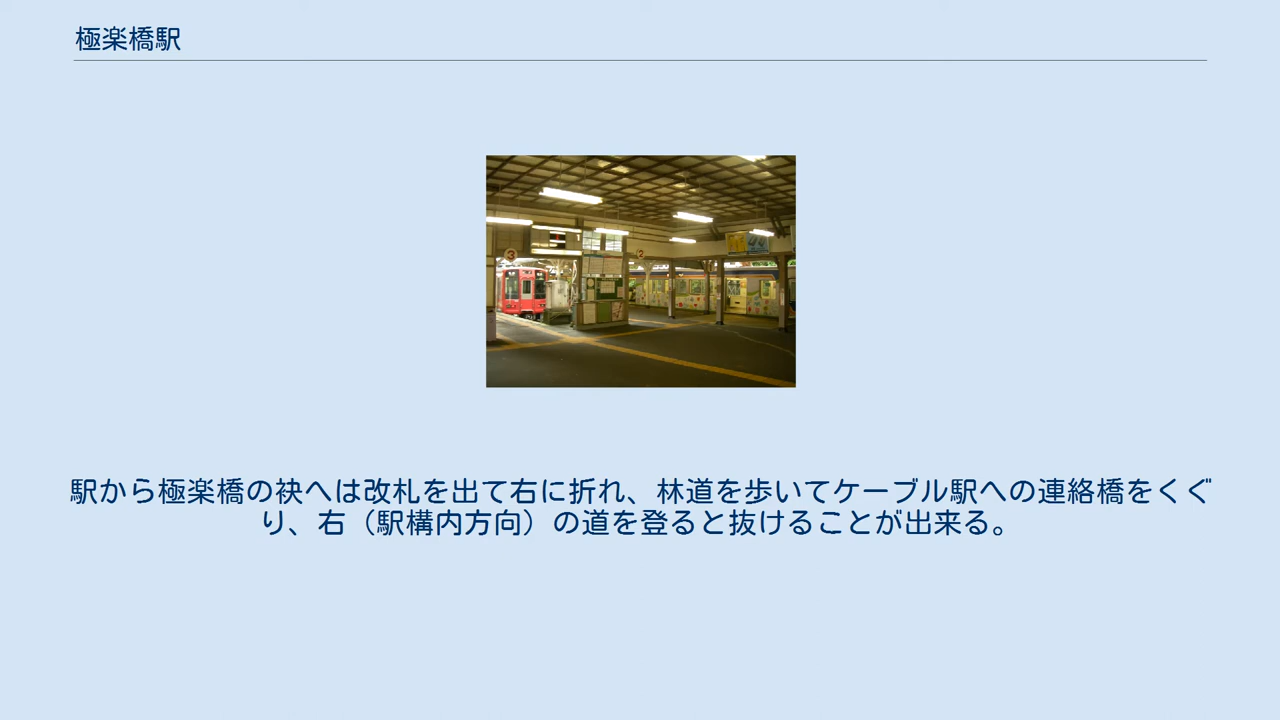 極楽橋駅
3
2
駅から極楽橋の袂へは改札を出て右に折れ、林道を歩いてケーブル駅への連絡橋をくぐ
り、右（駅構内方向）の道を登ると抜けることが出来る。